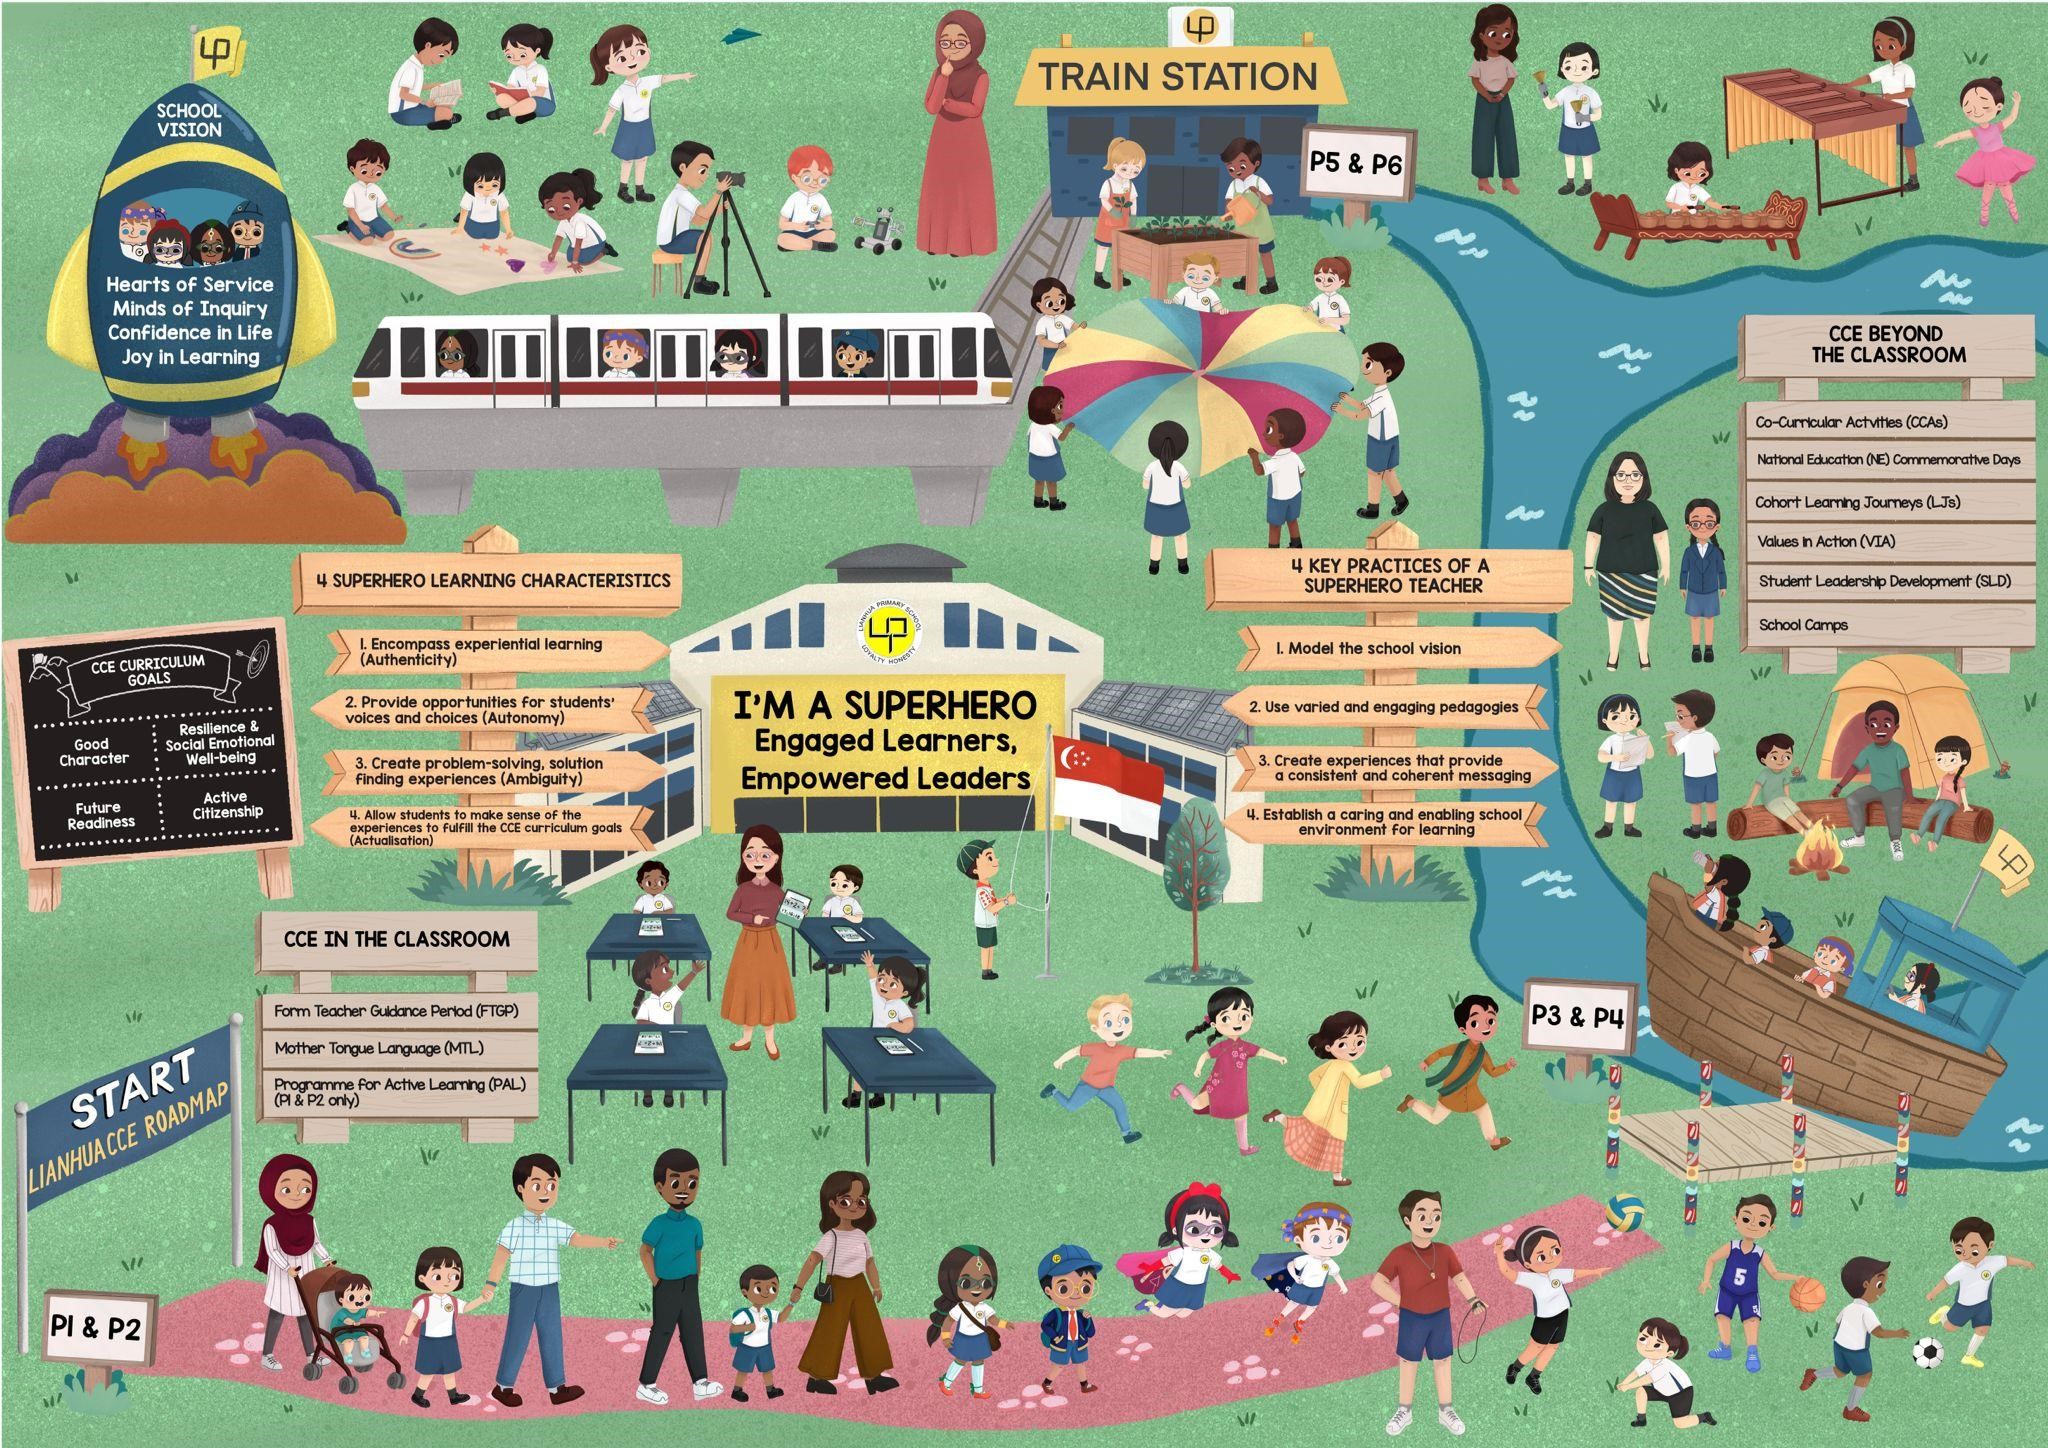 SCHOOL
VISION
Hearts of Service
Minds of Inquiry
Confidence in Life
Joy in Learning
TRAIN STATION
P5 & P6
CCE BEYOND
THE CLASSROOM
Co-Curricular Actvities (CCAs)
National Education (NE) Commemorative Days
Cohort Learning Journeys (LJs)
Values in Action (VIA)
Student Leadership Development (SLD)
School Camps
4 SUPERHERO LEARNING CHARACTERISTICS
1. Encompass experiential learning
(Authenticity)
2. Provide opportunities for students'
voices and choices (Autonomy)
3. Create problem-solving, solution
finding experiences (Ambiguity)
4. Allow students to make sense of the
experiences to fulfill the CCE curriculum goals
(Actualisation)
CCE CURRICULUM
GOALS
Good
Character
Resilience &
Social Emotional
Well-being
Future
Readiness
Active
Citizenship
LIANHUA PRIMARY SCHOOL
LOYALTY HONESTY
I'M A SUPERHERO
Engaged Learners,
Empowered Leaders
4 KEY PRACTICES OF A
SUPERHERO TEACHER
1. Model the school vision
2. Use varied and engaging pedagogies
3. Create experiences that provide
a consistent and coherent messaging
4. Establish a caring and enabling school
environment for learning
CCE IN THE CLASSROOM
Form Teacher Guidance Period (FTGP)
Mother Tongue Language (MTL)
Programme for Active Learning (PAL)
(P1 & P2 only)
START
LIANHUA CCE ROADMAP
P3 & P4
P1 & P2
5